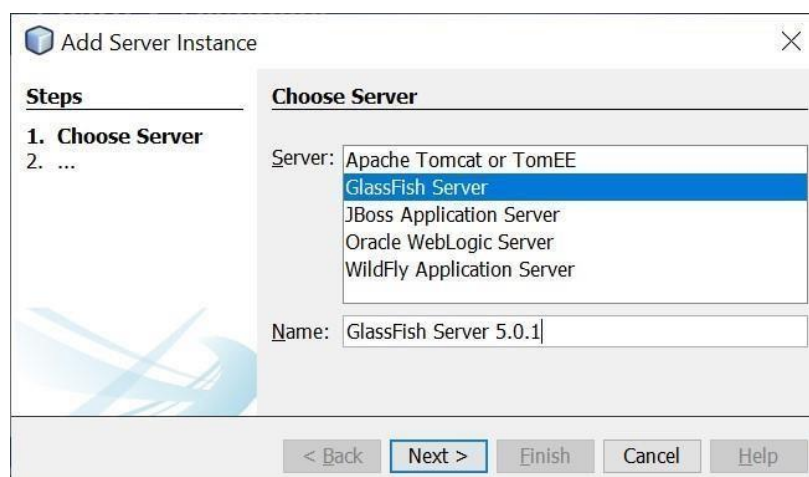 Add Server Instance
Steps
1. Choose Server
2. ...
Choose Server
Server:
Apache Tomcat or TomEE
GlassFish Server
JBoss Application Server
Oracle WebLogic Server
WildFly Application Server
Name: GlassFish Server 5.0.1
< Back Next > Finish Cancel Help